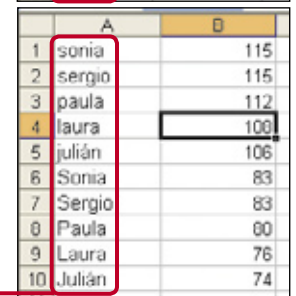 A B
1 sonia 115
2 sergio 115
3 paula 112
4 laura 108
5 julián 106
6 Sonia 83
7 Sergio 83
8 Paula 80
9 Laura 76
10 Julián 74